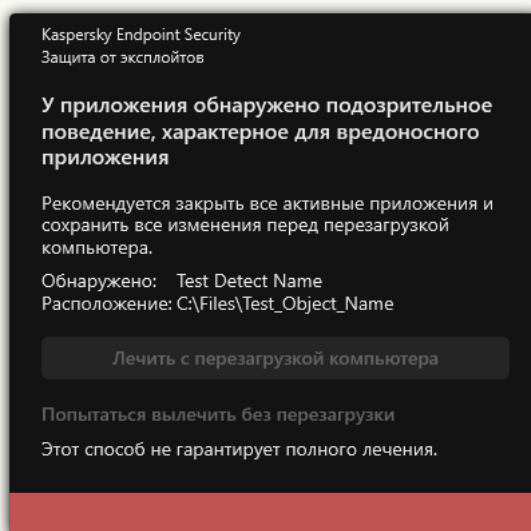 Kaspersky Endpoint Security
Защита от эксплойтов
У приложения обнаружено подозрительное
поведение, характерное для вредоносного
приложения
Рекомендуется закрыть все активные приложения и
сохранить все изменения перед перезагрузкой
компьютера.
Обнаружено: Test Detect Name
Расположение: C:\Files\Test_Object_Name
Лечить с перезагрузкой компьютера
Попытаться вылечить без перезагрузки
Этот способ не гарантирует полного лечения.